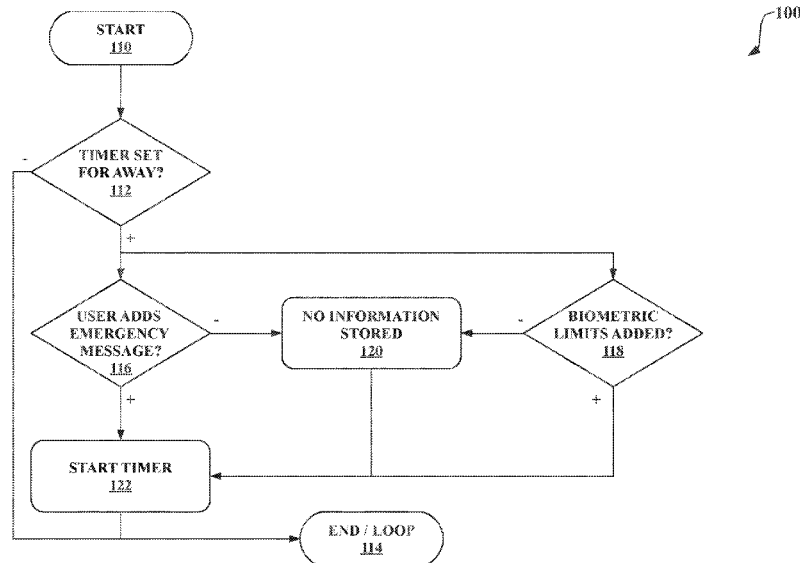 100
START
110
TIMER SET
FOR AWAY?
112
-
+
USER ADDS
EMERGENCY
MESSAGE?
116
-
NO INFORMATION
STORED
120
-
BIOMETRIC
LIMITS ADDED?
118
+
+
START TIMER
122
END / LOOP
114